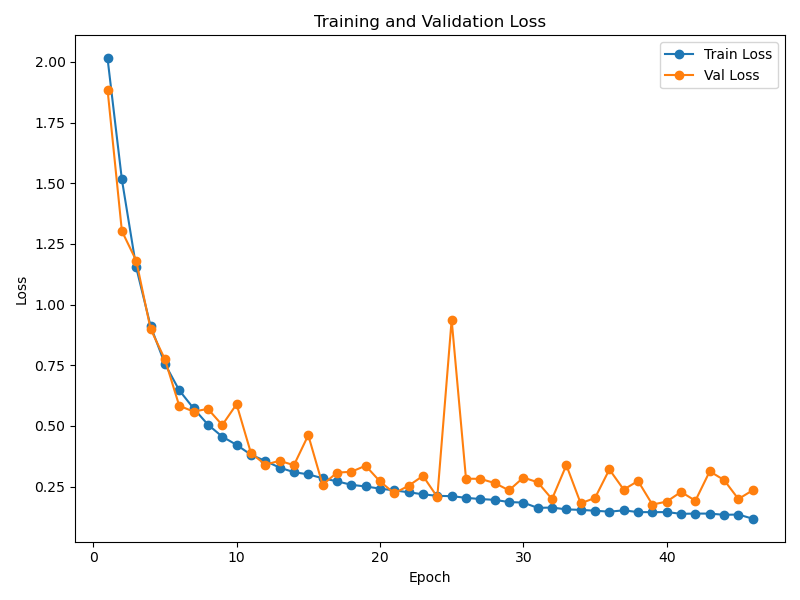 Training and Validation Loss
Train Loss
Val Loss
2.00
1.75
1.50
1.25
1.00
0.75
0.50
0.25
Loss
0 10 20 30 40
Epoch